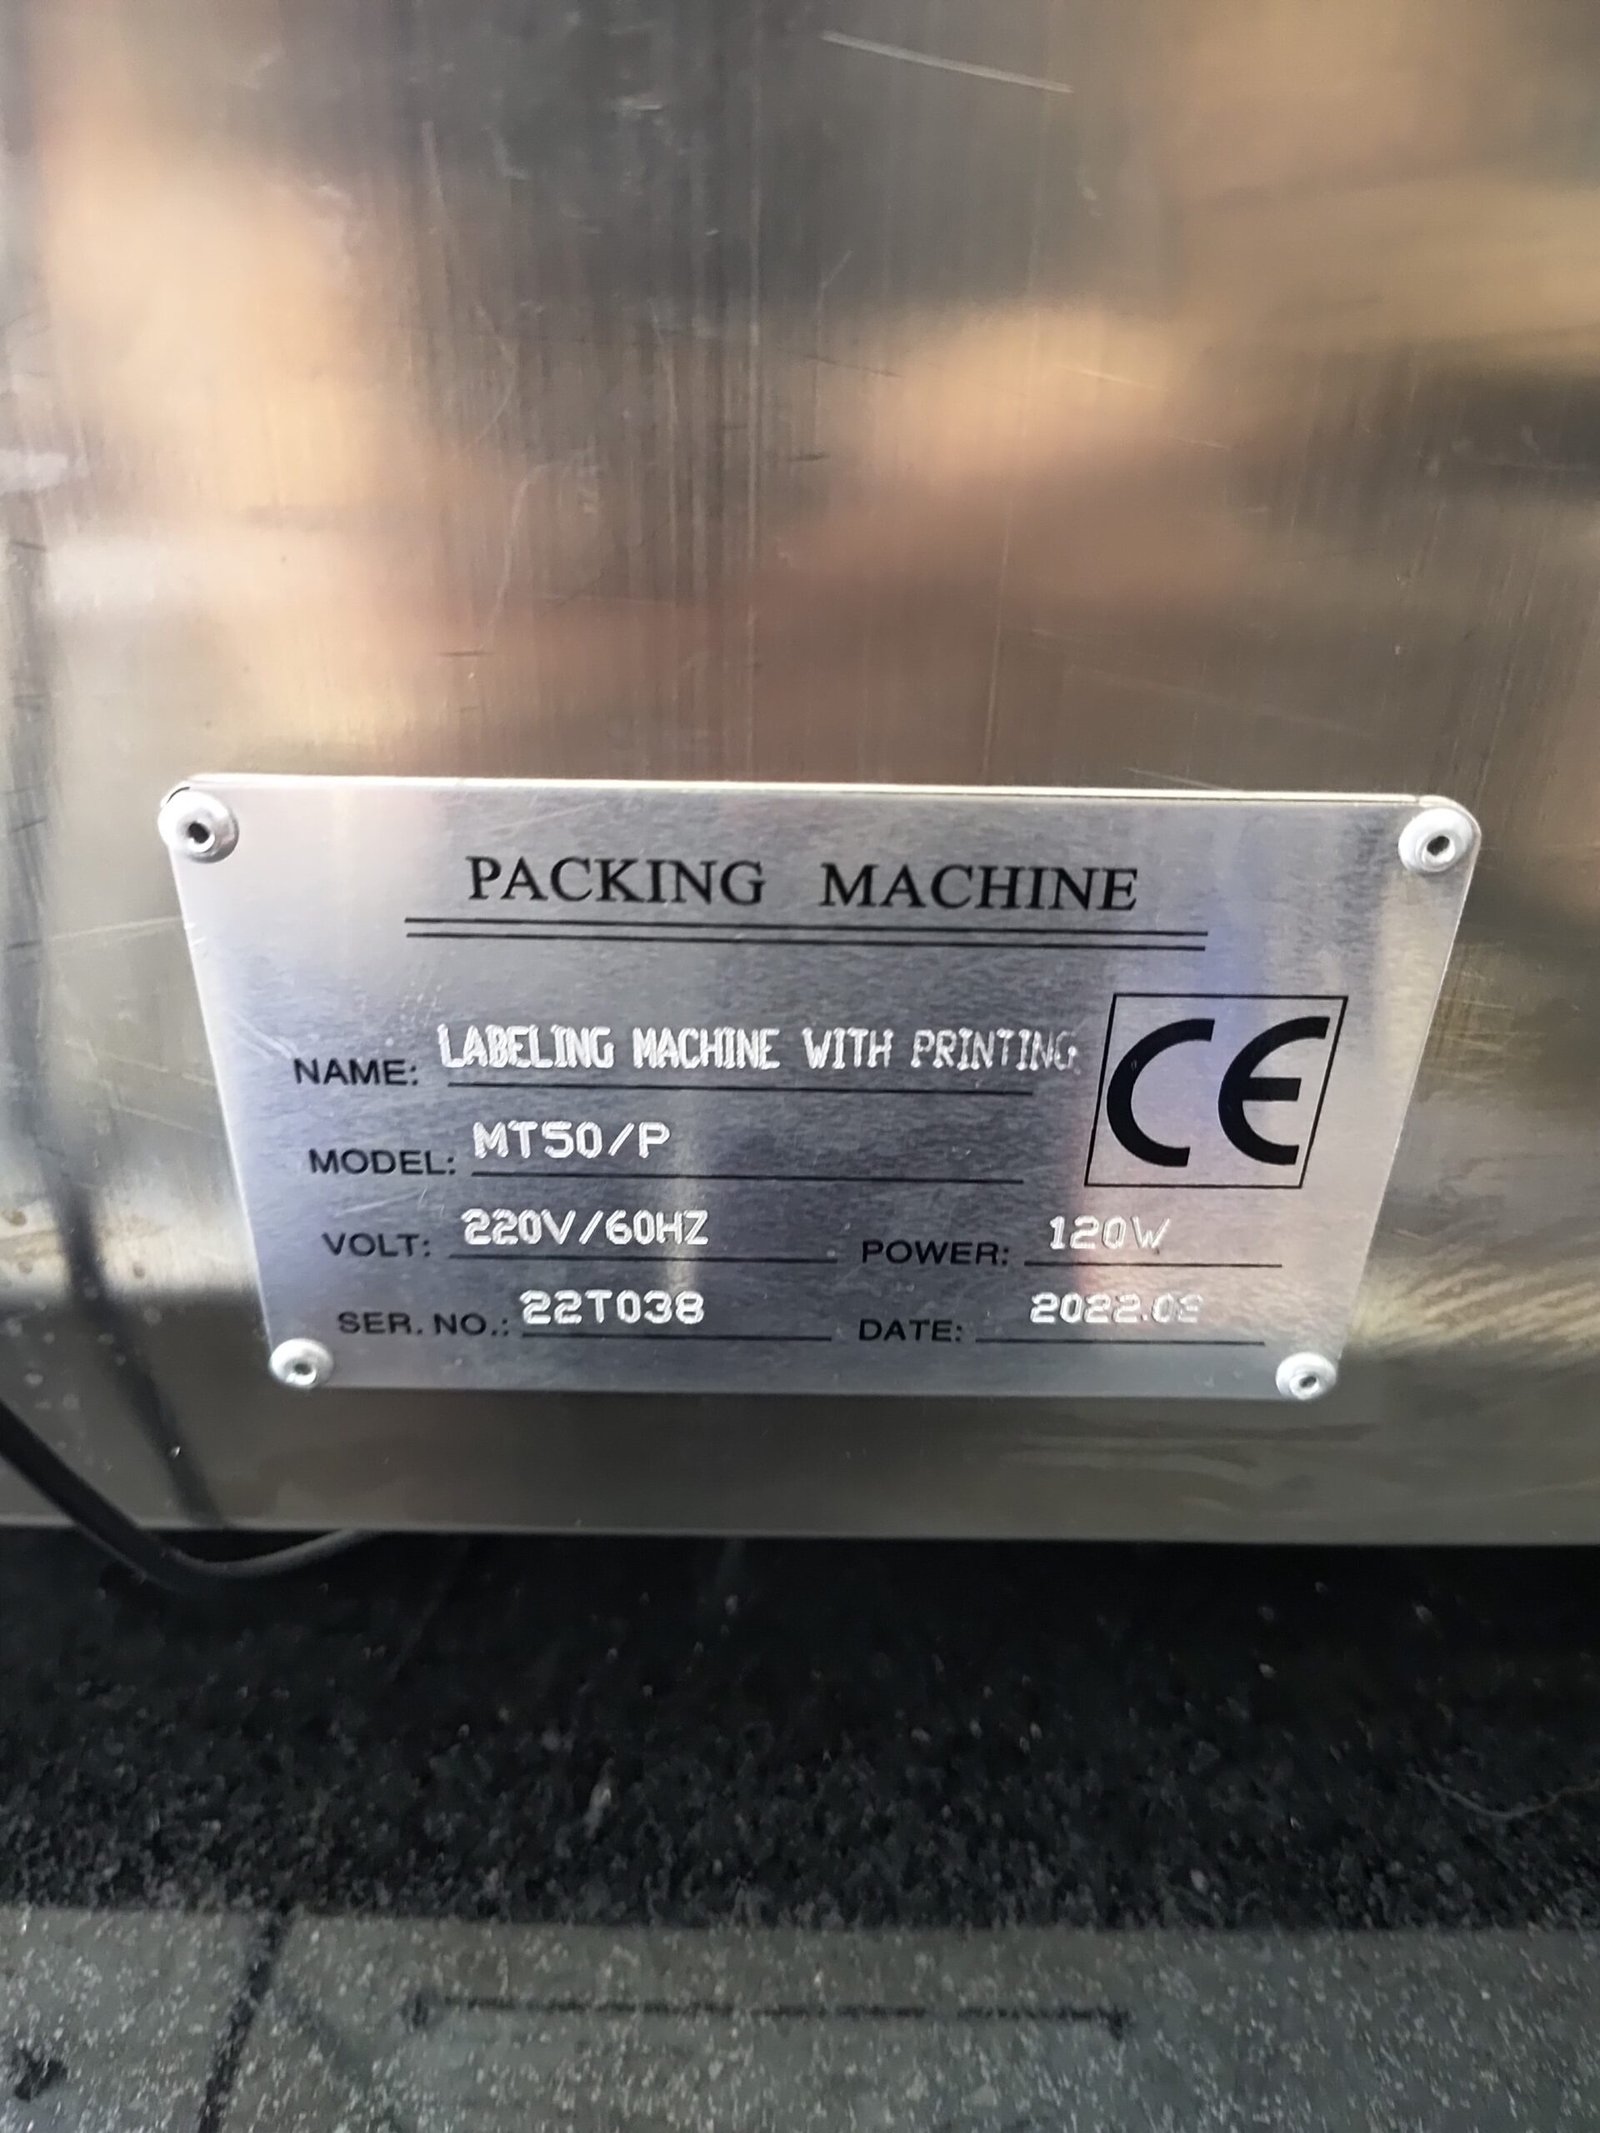 PACKING MACHINE
NAME: LABELING MACHINE WITH PRINTING
CE
MODEL: MT50/P
VOLT: 220V/60HZ POWER: 120W
SER. NO.: 22T038 DATE: